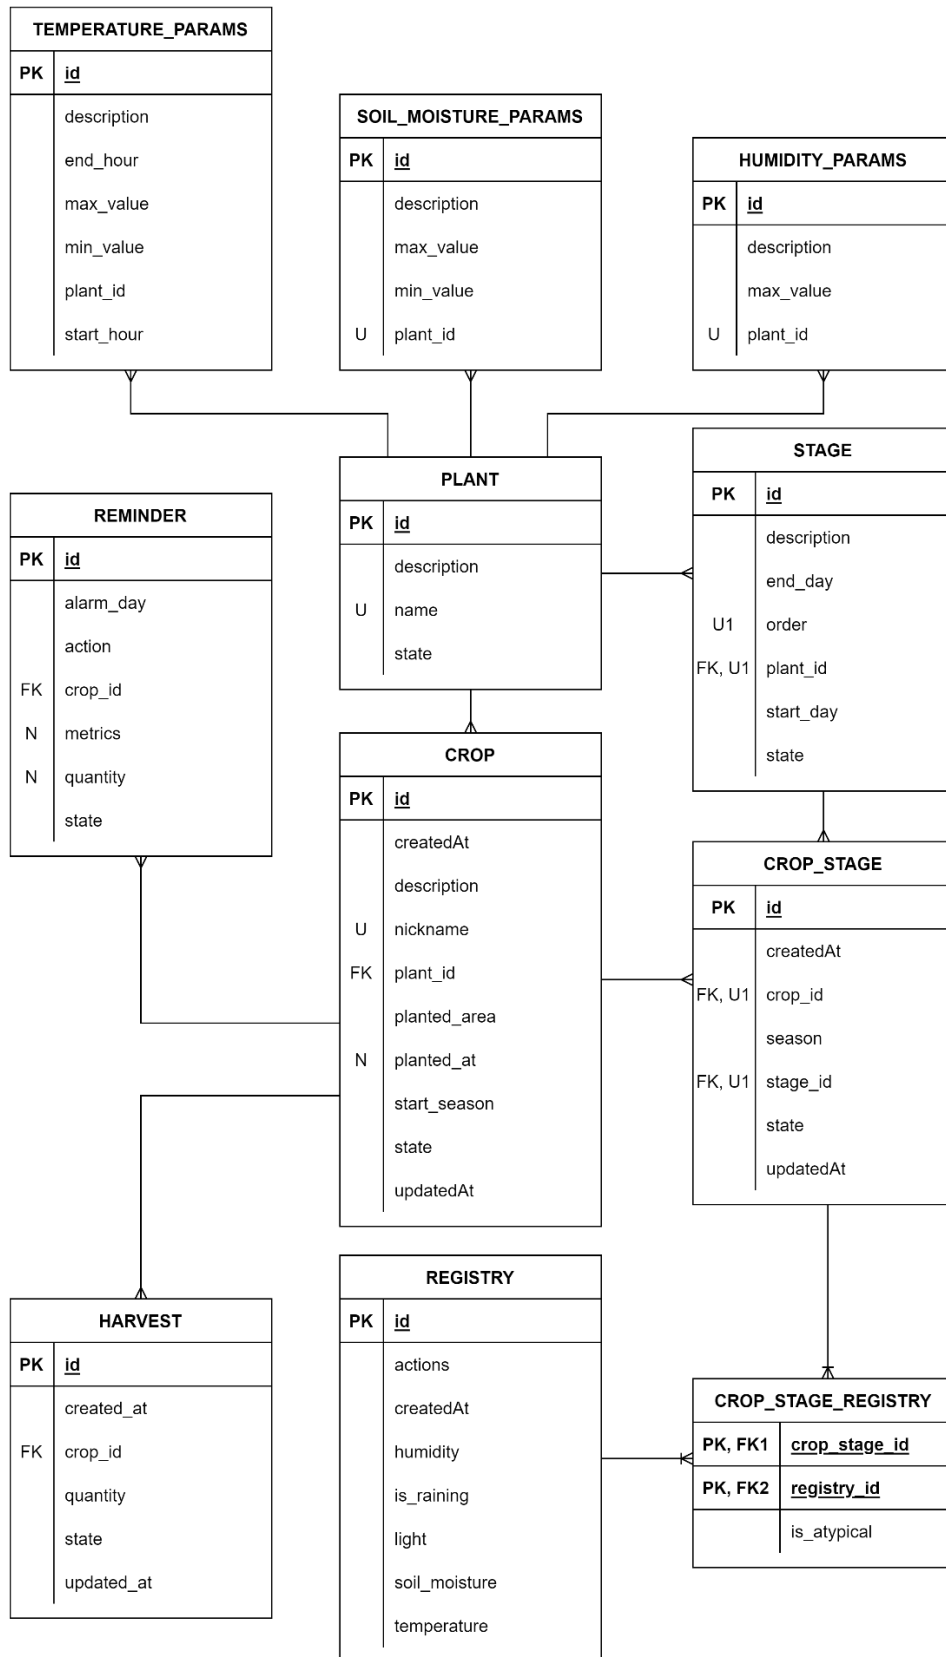 TEMPERATURE_PARAMS
PK id
description
end_hour
max_value
min_value
plant_id
start_hour
SOIL_MOISTURE_PARAMS
PK id
description
max_value
min_value
U plant_id
HUMIDITY_PARAMS
PK id
description
max_value
U plant_id
PLANT
PK id
description
U name
state
STAGE
PK id
description
end_day
U1 order
FK, U1 plant_id
start_day
state
REMINDER
PK id
alarm_day
action
FK crop_id
N metrics
N quantity
state
CROP
PK id
createdAt
description
U nickname
FK plant_id
planted_area
N planted_at
start_season
state
updatedAt
CROP_STAGE
PK id
createdAt
FK, U1 crop_id
season
FK, U1 stage_id
state
updatedAt
HARVEST
PK id
created_at
FK crop_id
quantity
state
updated_at
REGISTRY
PK id
actions
createdAt
humidity
is_raining
light
soil_moisture
temperature
CROP_STAGE_REGISTRY
PK, FK1 crop_stage_id
PK, FK2 registry_id
is_atypical